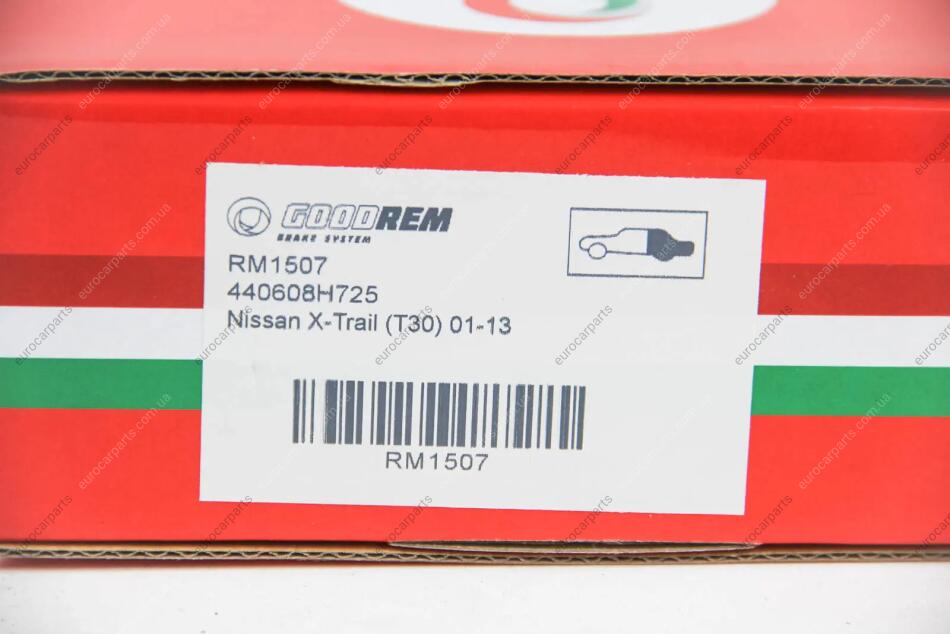 GOODREM
BRAKE SYSTEM
RM1507
440608H725
Nissan X-Trail (T30) 01-13
RM1507
eurocarparts.com.ua